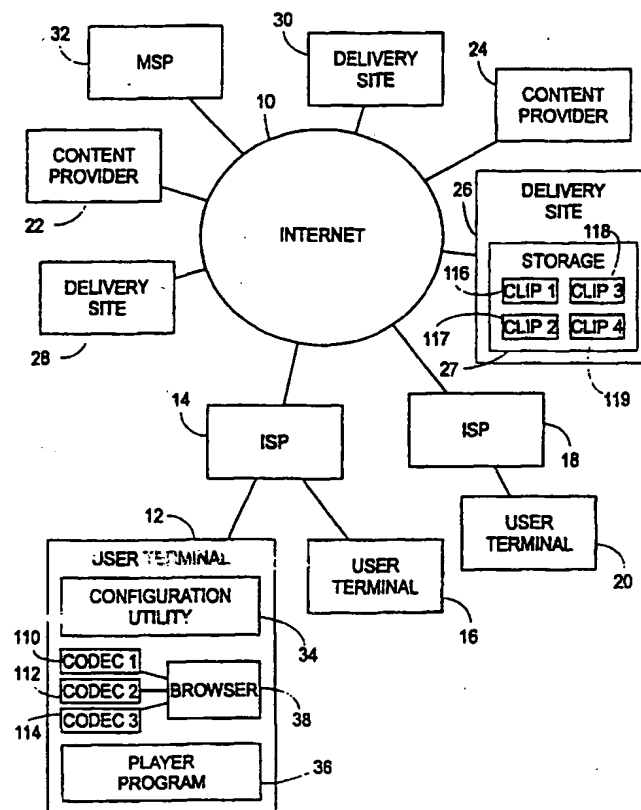 32
MSP
30
DELIVERY
SITE
24
CONTENT
PROVIDER
10
CONTENT
PROVIDER
22
INTERNET
26
DELIVERY
SITE
118
STORAGE
116
CLIP 1
CLIP 3
117
CLIP 2
CLIP 4
27
119
DELIVERY
SITE
28
14
ISP
ISP
18
12
USER TERMINAL
CONFIGURATION
UTILITY
34
USER
TERMINAL
16
USER
TERMINAL
20
110
CODEC 1
112
CODEC 2
BROWSER
114
CODEC 3
38
PLAYER
PROGRAM
36